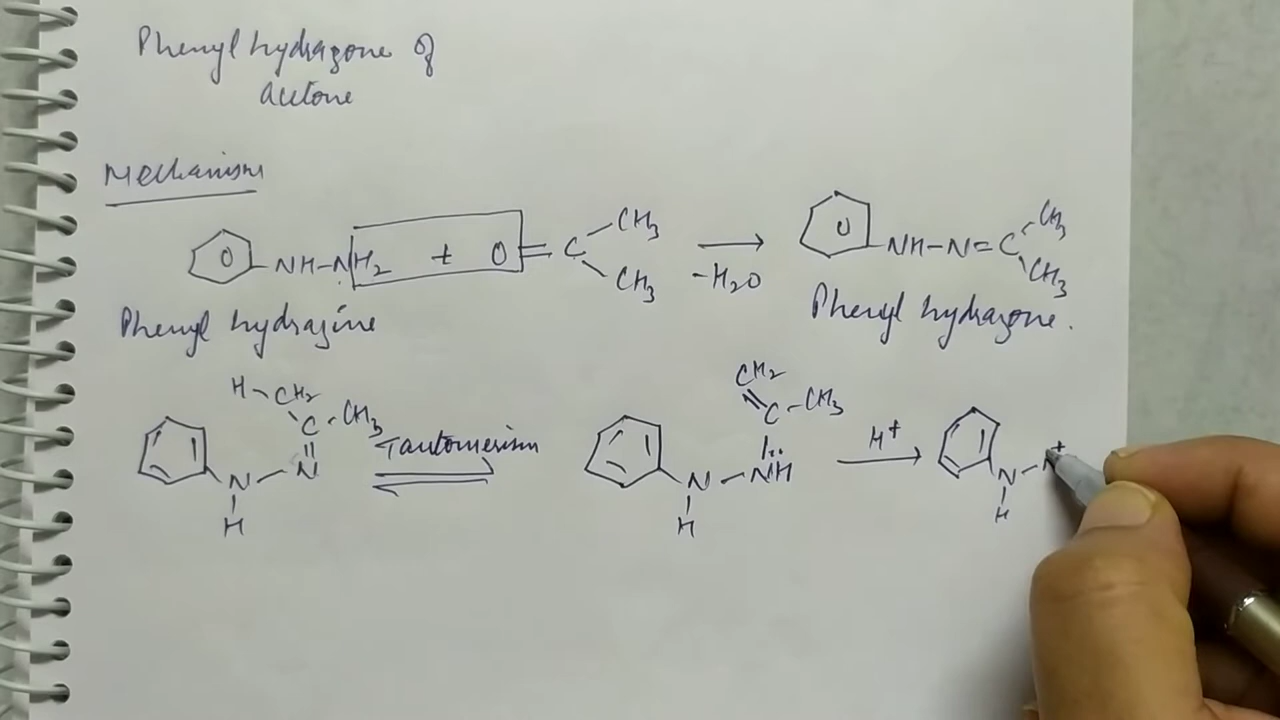 Phenyl hydrazone of
acetone
Mechanism
NH-NH2 + O=C CH3 CH3 → -H2O NH-N=C CH3 CH3
Phenyl hydrazine
Phenyl hydrazone.
H-CH2 C-CH3 N N H
Tautomerism
CH2 C-CH3 NH N H
H+
N N+ H